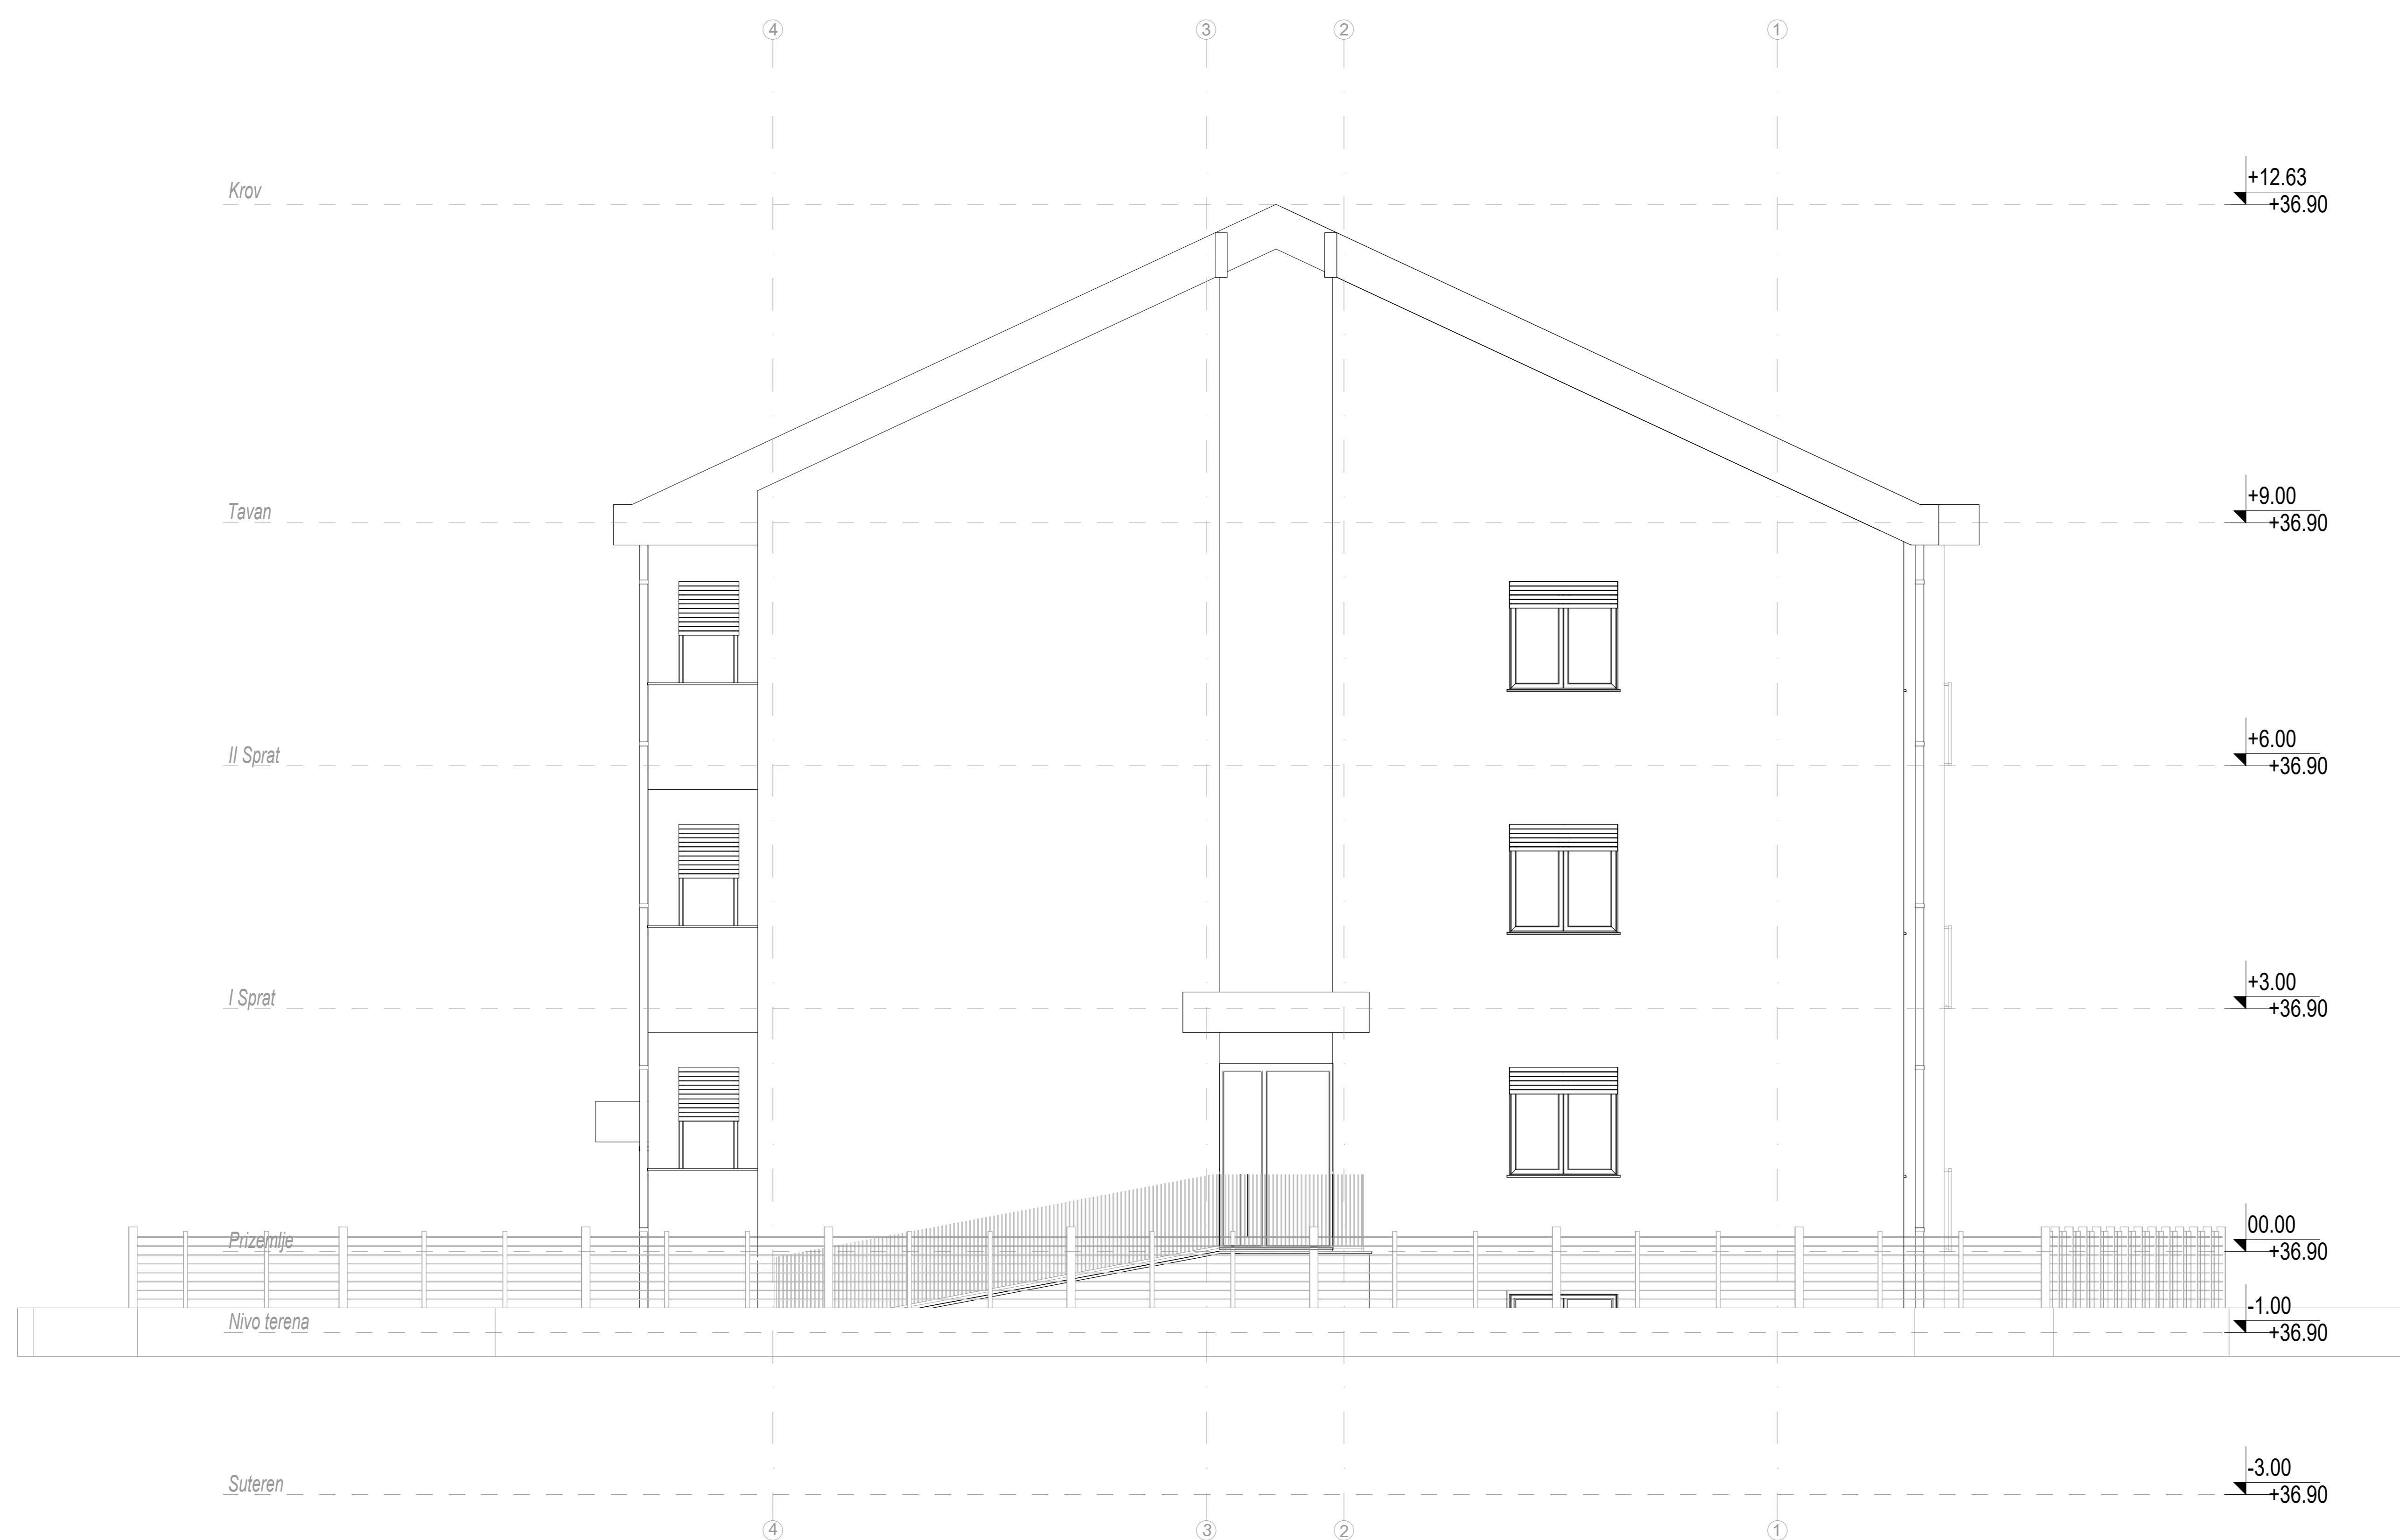 4 3 2 1
Krov
+12.63
+36.90
Tavan
+9.00
+36.90
II Sprat
+6.00
+36.90
I Sprat
+3.00
+36.90
Prizemlje
00.00
+36.90
Nivo terena
-1.00
+36.90
Suteren
-3.00
+36.90
4 3 2 1